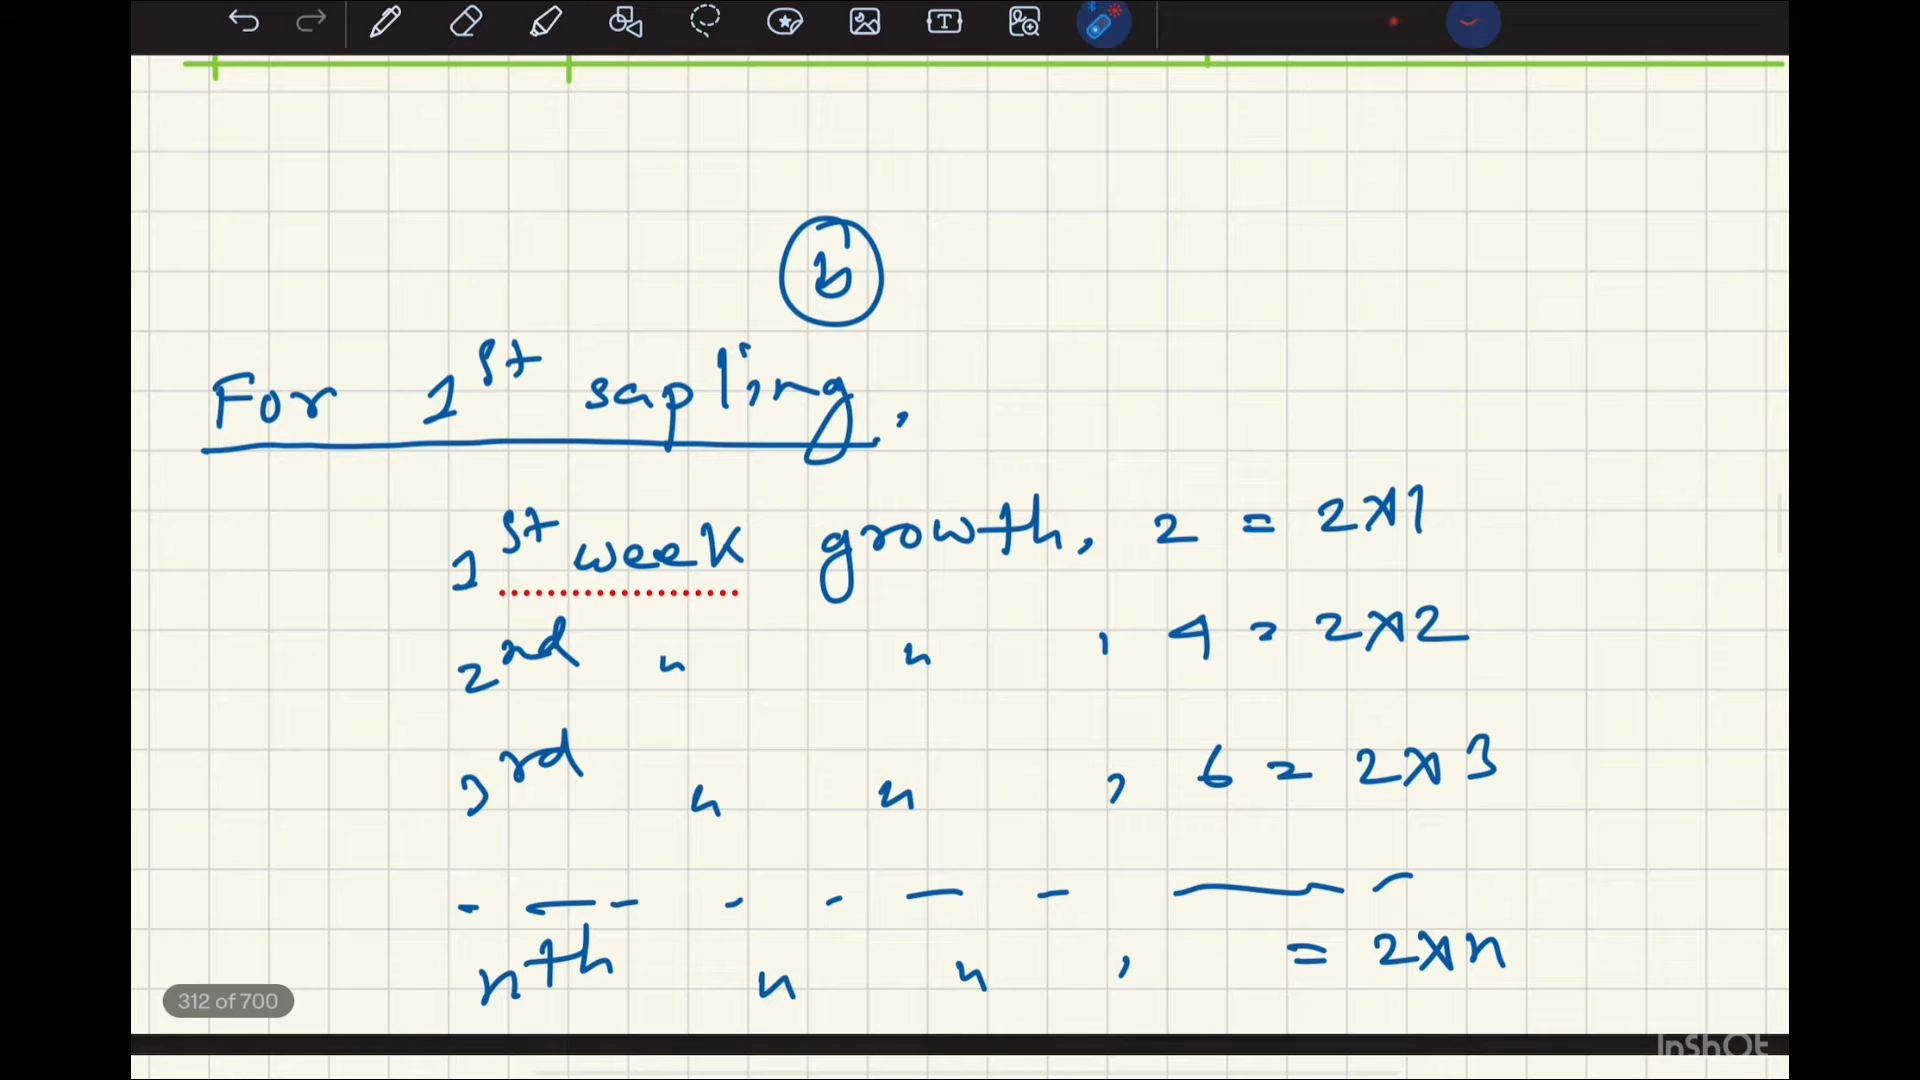 b
For 1st sapling,
1st week growth, 2 = 2×1
2nd " " , 4 = 2×2
3rd " " , 6 = 2×3
- - - - - - - - -
nth " " , = 2×n
312 of 700
InShOt